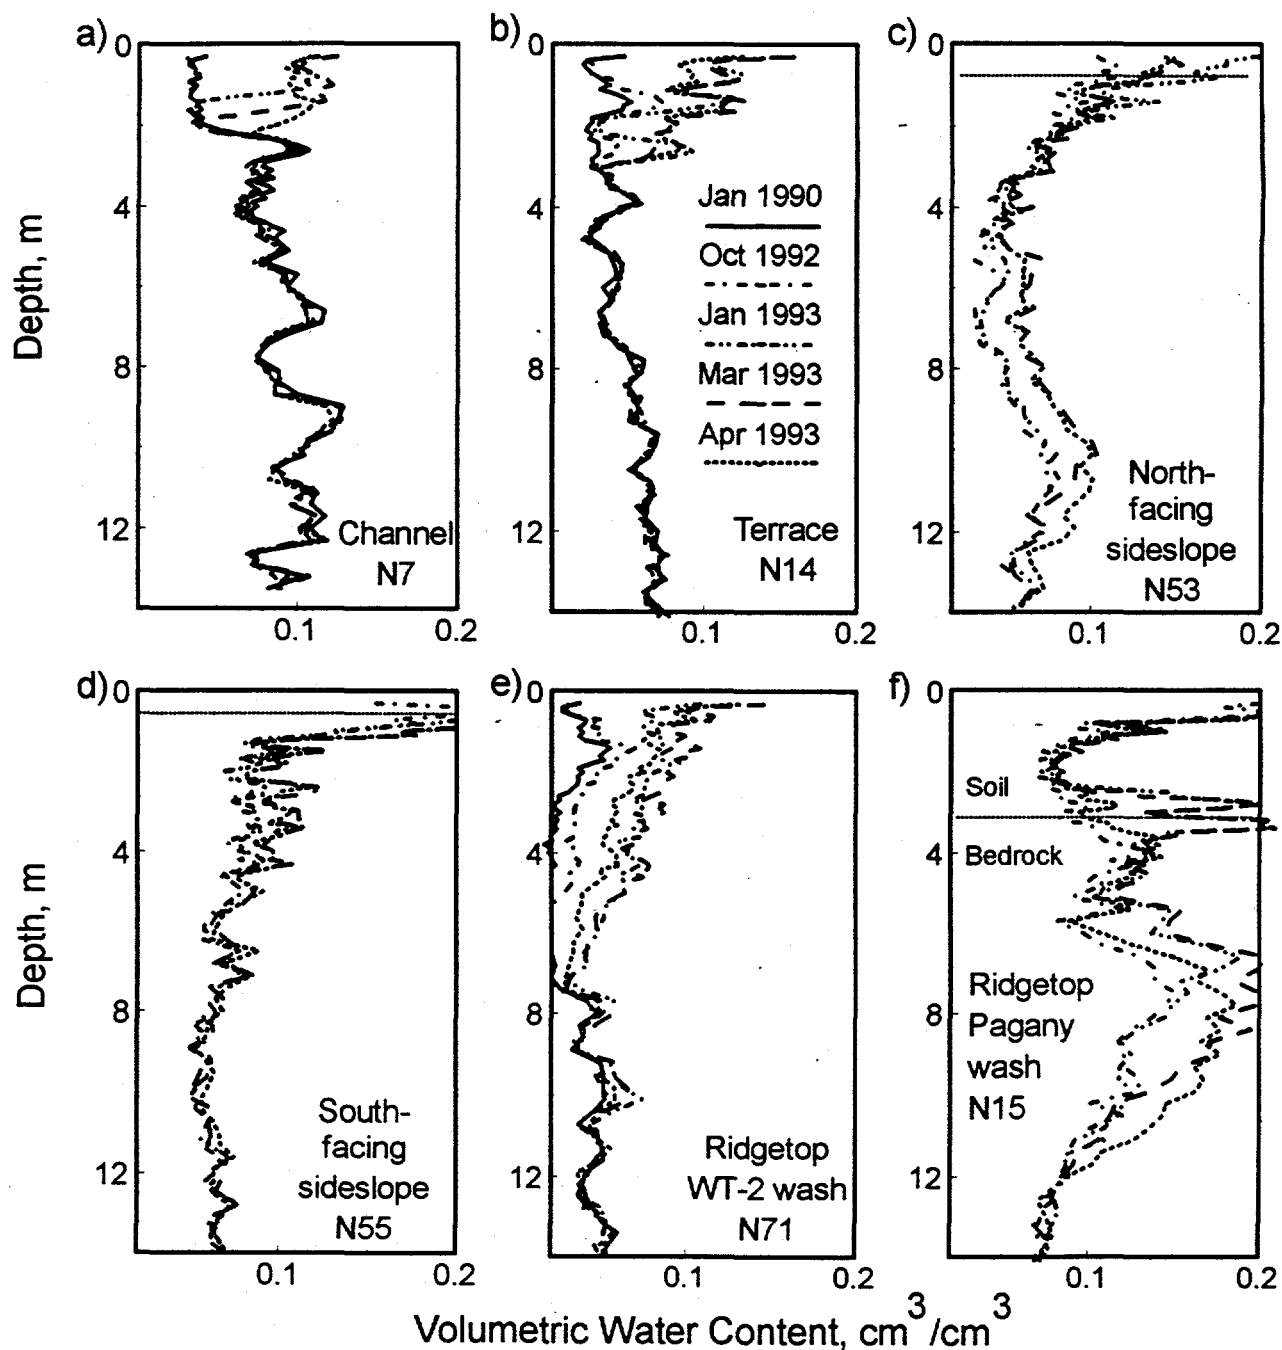 a)
0
4
8
12
0.1
0.2
Depth, m
Channel
N7
b)
0
4
8
12
0.1
0.2
Jan 1990
Oct 1992
Jan 1993
Mar 1993
Apr 1993
Terrace
N14
c)
0
4
8
12
0.1
0.2
North-
facing
sideslope
N53
d)
0
4
8
12
0.1
0.2
Depth, m
South-
facing
sideslope
N55
e)
0
4
8
12
0.1
0.2
Ridgetop
WT-2 wash
N71
f)
0
4
8
12
0.1
0.2
Soil
Bedrock
Ridgetop
Pagany
wash
N15
Volumetric Water Content, cm³/cm³